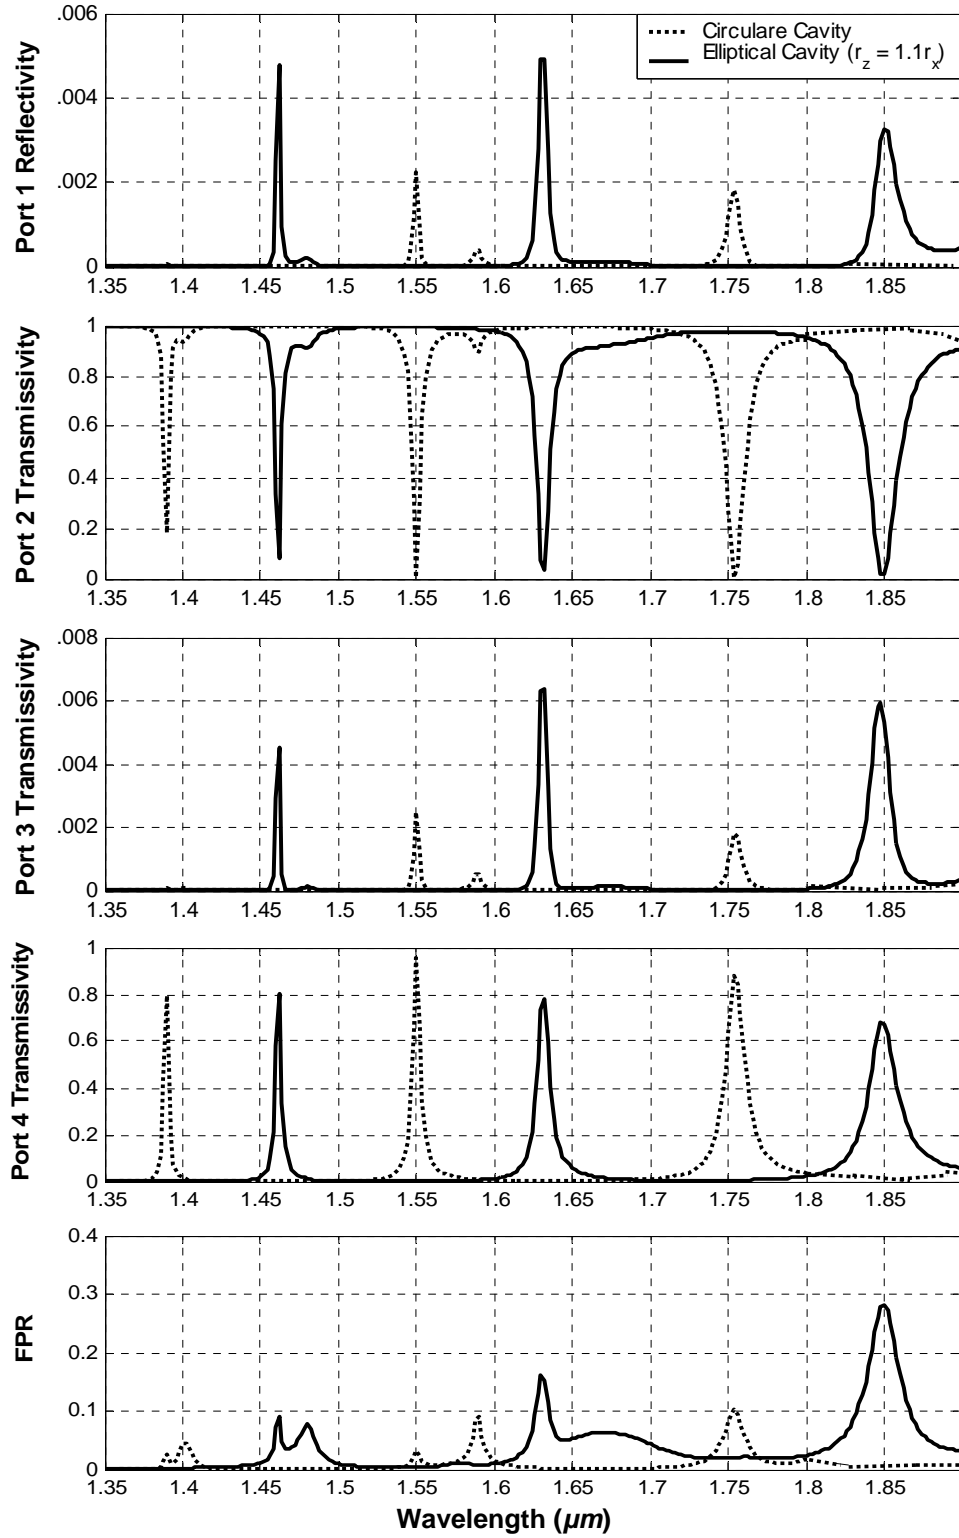 .006
.004
.002
0
Port 1 Reflectivity
Circulare Cavity
Elliptical Cavity (r_z = 1.1r_x)
1.35 1.4 1.45 1.5 1.55 1.6 1.65 1.7 1.75 1.8 1.85
1
0.8
0.6
0.4
0.2
0
Port 2 Transmissivity
1.35 1.4 1.45 1.5 1.55 1.6 1.65 1.7 1.75 1.8 1.85
.008
.006
.004
.002
0
Port 3 Transmissivity
1.35 1.4 1.45 1.5 1.55 1.6 1.65 1.7 1.75 1.8 1.85
1
0.8
0.6
0.4
0.2
0
Port 4 Transmissivity
1.35 1.4 1.45 1.5 1.55 1.6 1.65 1.7 1.75 1.8 1.85
0.4
0.3
0.2
0.1
0
FPR
1.35 1.4 1.45 1.5 1.55 1.6 1.65 1.7 1.75 1.8 1.85
Wavelength (μm)